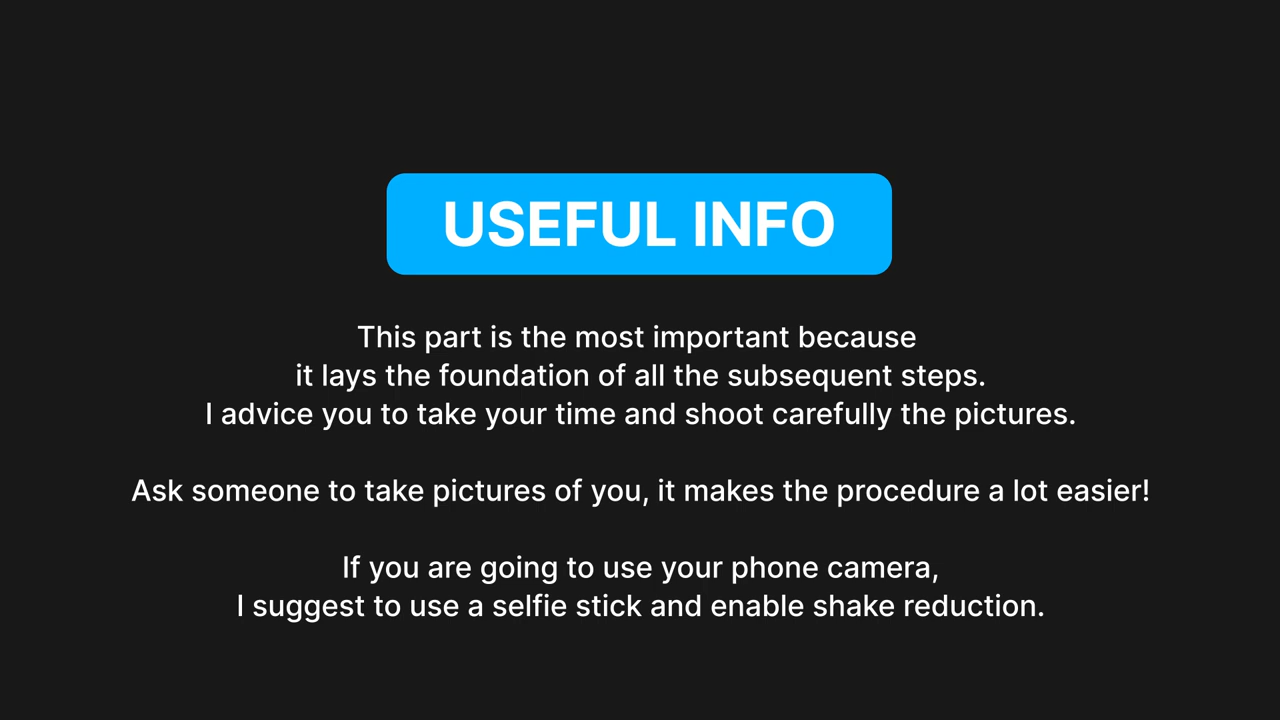 USEFUL INFO
This part is the most important because
it lays the foundation of all the subsequent steps.
I advice you to take your time and shoot carefully the pictures.
Ask someone to take pictures of you, it makes the procedure a lot easier!
If you are going to use your phone camera,
I suggest to use a selfie stick and enable shake reduction.